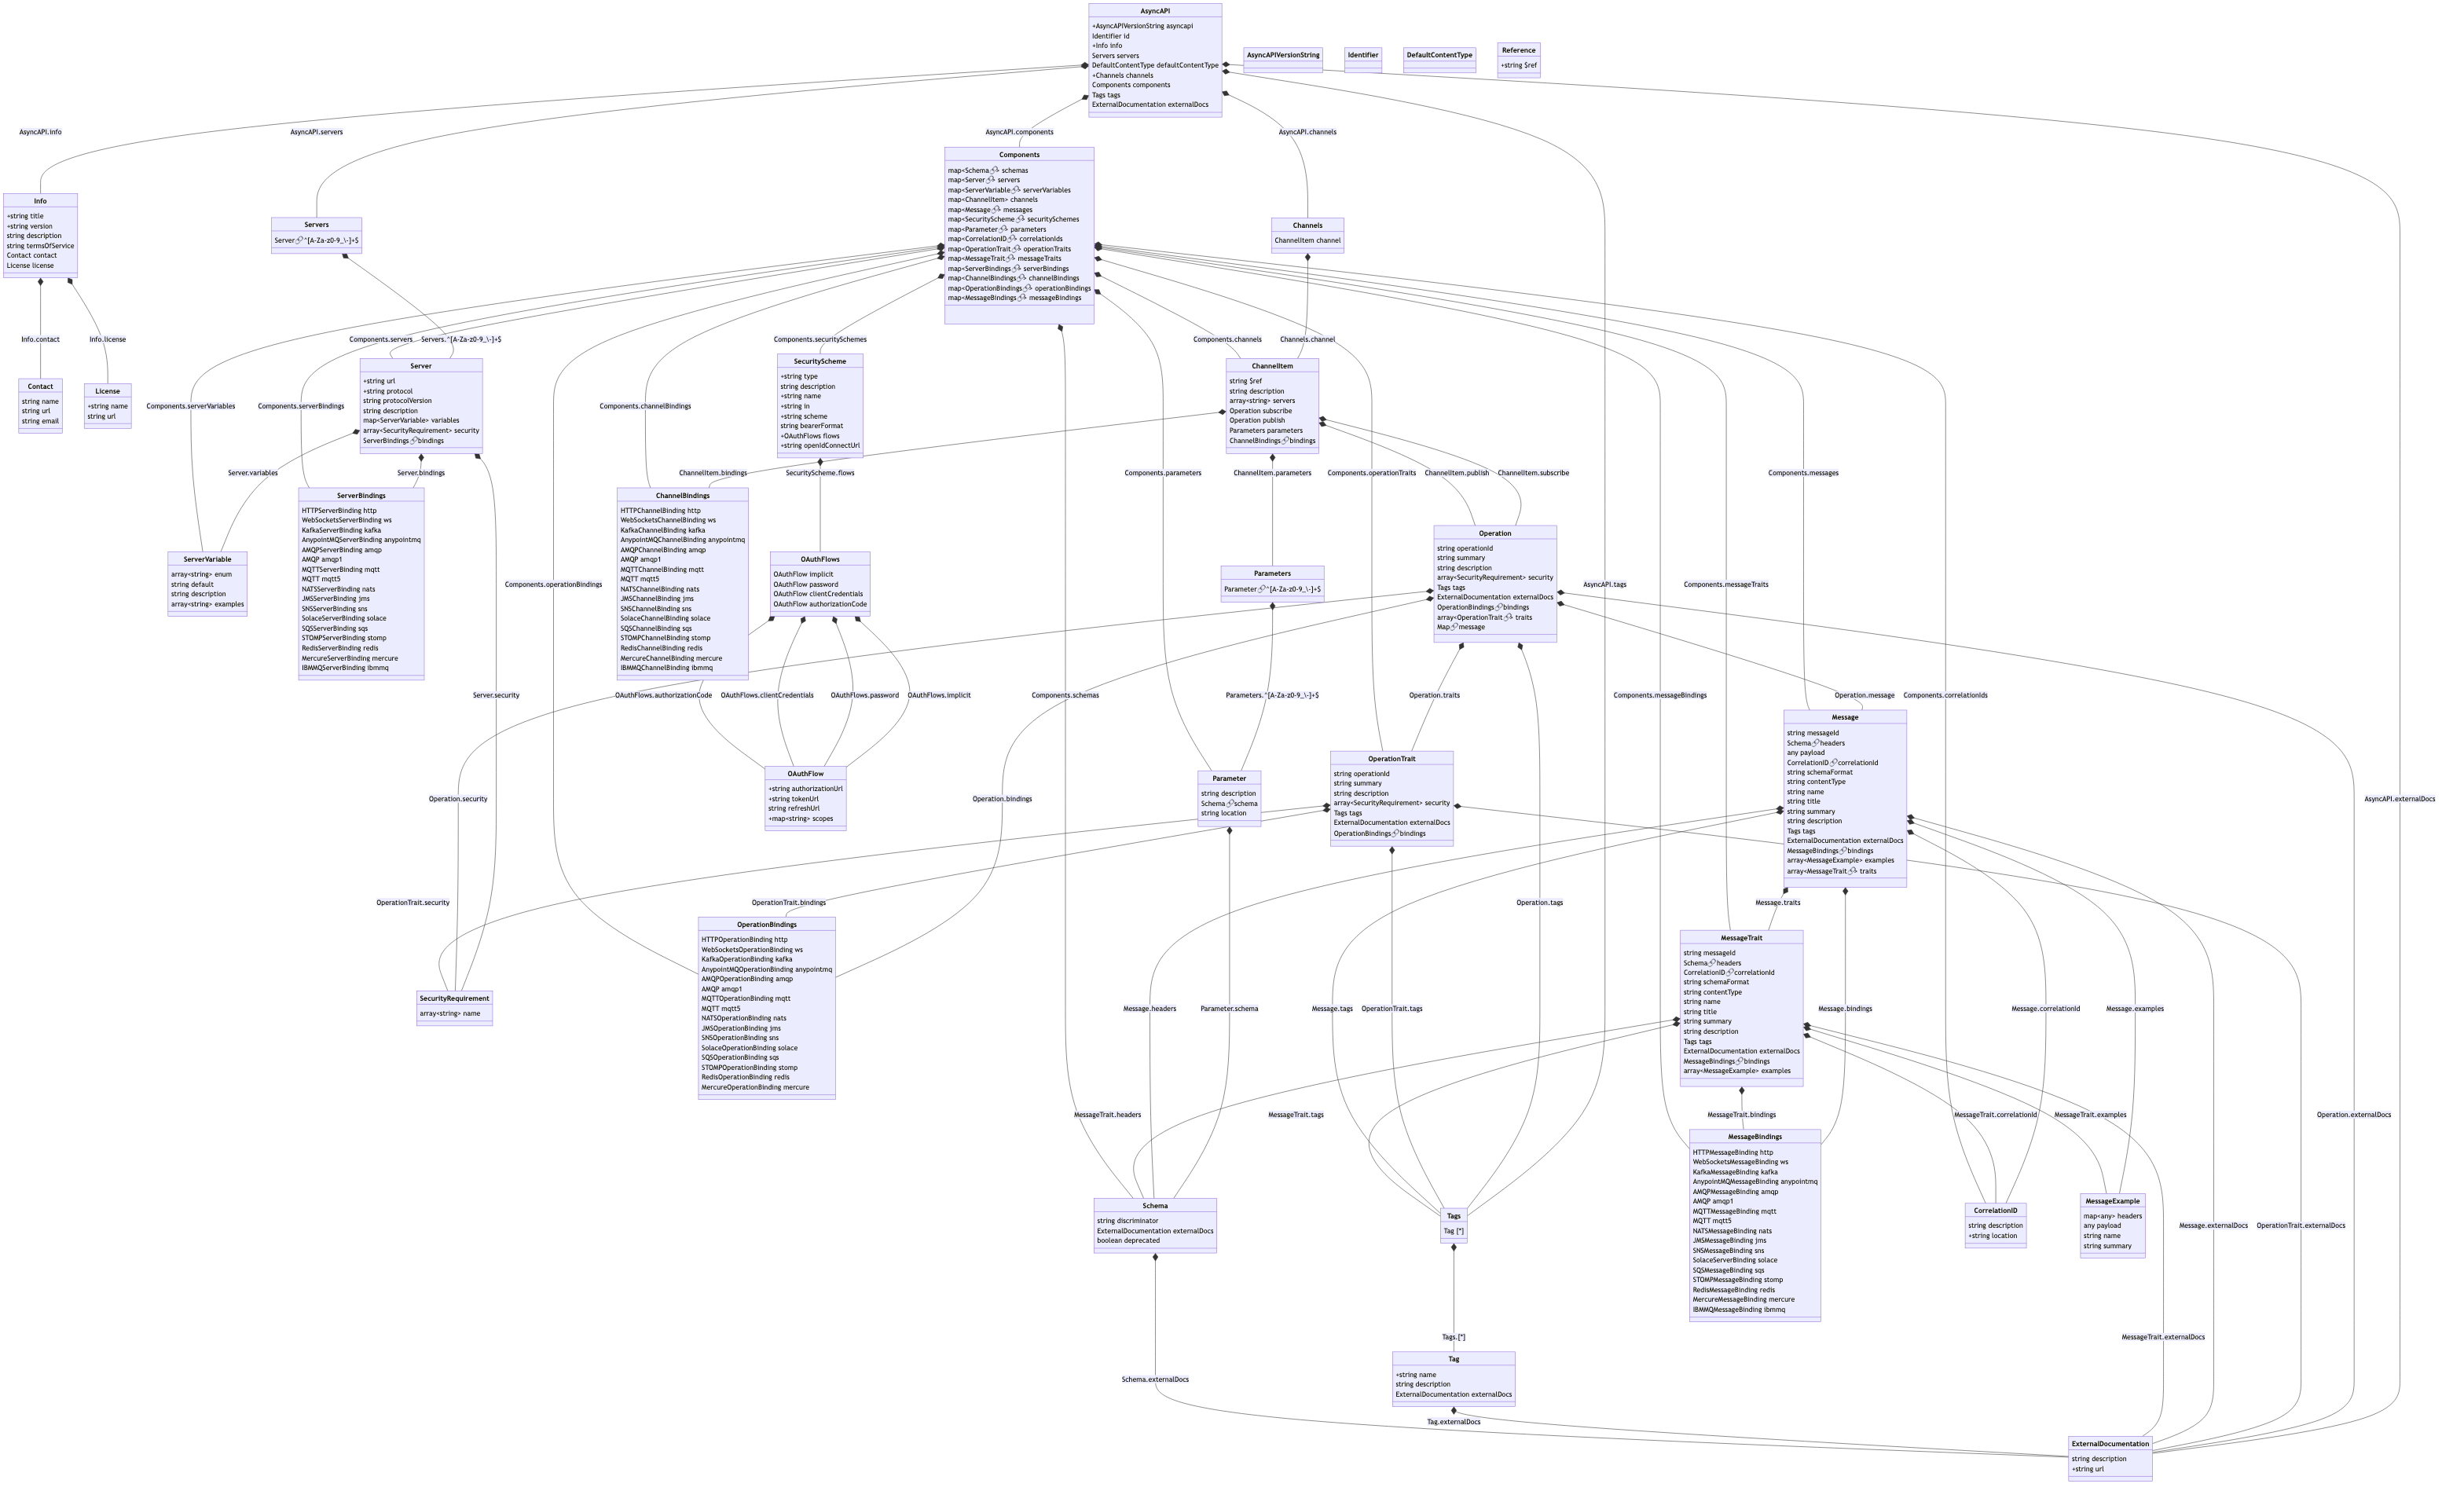 AsyncAPI
+AsyncAPIVersionString asyncapi
Identifier id
+Info info
Servers servers
DefaultContentType defaultContentType
+Channels channels
Components components
Tags tags
ExternalDocumentation externalDocs
AsyncAPIVersionString
Identifier
DefaultContentType
Reference
+string $ref
AsyncAPI.info
AsyncAPI.servers
AsyncAPI.components
AsyncAPI.channels
Components
map<Schema🔗> schemas
map<Server🔗> servers
map<ServerVariable🔗> serverVariables
map<ChannelItem> channels
map<Message🔗> messages
map<SecurityScheme🔗> securitySchemes
map<Parameter🔗> parameters
map<CorrelationID🔗> correlationIds
map<OperationTrait🔗> operationTraits
map<MessageTrait🔗> messageTraits
map<ServerBindings🔗> serverBindings
map<ChannelBindings🔗> channelBindings
map<OperationBindings🔗> operationBindings
map<MessageBindings🔗> messageBindings
Info
+string title
+string version
string description
string termsOfService
Contact contact
License license
Servers
Server🔗^[A-Za-z0-9_\-]+$
Channels
ChannelItem channel
Info.contact
Info.license
Components.servers
Servers.^[A-Za-z0-9_\-]+$
Components.securitySchemes
Components.channels
Channels.channel
Contact
string name
string url
string email
License
+string name
string url
Server
+string url
+string protocol
string protocolVersion
string description
map<ServerVariable> variables
array<SecurityRequirement> security
ServerBindings🔗bindings
SecurityScheme
+string type
string description
+string name
+string in
+string scheme
string bearerFormat
+OAuthFlows flows
+string openIdConnectUrl
ChannelItem
string $ref
string description
array<string> servers
Operation subscribe
Operation publish
Parameters parameters
ChannelBindings🔗bindings
Components.serverVariables
Components.serverBindings
Components.channelBindings
Server.variables
Server.bindings
ChannelItem.bindings
SecurityScheme.flows
Components.parameters
ChannelItem.parameters
Components.operationTraits
ChannelItem.publish
ChannelItem.subscribe
Components.messages
ServerBindings
HTTPServerBinding http
WebSocketsServerBinding ws
KafkaServerBinding kafka
AnypointMQServerBinding anypointmq
AMQPServerBinding amqp
AMQP amqp1
MQTTServerBinding mqtt
MQTT mqtt5
NATSServerBinding nats
JMSServerBinding jms
SNSServerBinding sns
SolaceServerBinding solace
SQSServerBinding sqs
STOMPServerBinding stomp
RedisServerBinding redis
MercureServerBinding mercure
IBMMQServerBinding ibmmq
ChannelBindings
HTTPChannelBinding http
WebSocketsChannelBinding ws
KafkaChannelBinding kafka
AnypointMQChannelBinding anypointmq
AMQPChannelBinding amqp
AMQP amqp1
MQTTChannelBinding mqtt
MQTT mqtt5
NATSChannelBinding nats
JMSChannelBinding jms
SNSChannelBinding sns
SolaceChannelBinding solace
SQSChannelBinding sqs
STOMPChannelBinding stomp
RedisChannelBinding redis
MercureChannelBinding mercure
IBMMQChannelBinding ibmmq
ServerVariable
array<string> enum
string default
string description
array<string> examples
OAuthFlows
OAuthFlow implicit
OAuthFlow password
OAuthFlow clientCredentials
OAuthFlow authorizationCode
Parameters
Parameter🔗^[A-Za-z0-9_\-]+$
Operation
string operationId
string summary
string description
array<SecurityRequirement> security
Tags tags
ExternalDocumentation externalDocs
OperationBindings🔗bindings
array<OperationTrait🔗> traits
Map🔗message
Components.operationBindings
AsyncAPI.tags
Components.messageTraits
Server.security
OAuthFlows.authorizationCode
OAuthFlows.clientCredentials
OAuthFlows.password
OAuthFlows.implicit
Components.schemas
Parameters.^[A-Za-z0-9_\-]+$
Operation.traits
Components.messageBindings
Operation.message
Components.correlationIds
OAuthFlow
+string authorizationUrl
+string tokenUrl
string refreshUrl
+map<string> scopes
Parameter
string description
Schema🔗schema
string location
OperationTrait
string operationId
string summary
string description
array<SecurityRequirement> security
Tags tags
ExternalDocumentation externalDocs
OperationBindings🔗bindings
Message
string messageId
Schema🔗headers
any payload
CorrelationID🔗correlationId
string schemaFormat
string contentType
string name
string title
string summary
string description
Tags tags
ExternalDocumentation externalDocs
MessageBindings🔗bindings
array<MessageExample> examples
array<MessageTrait🔗> traits
Operation.security
Operation.bindings
AsyncAPI.externalDocs
OperationTrait.security
OperationTrait.bindings
Operation.tags
Message.traits
OperationBindings
HTTPOperationBinding http
WebSocketsOperationBinding ws
KafkaOperationBinding kafka
AnypointMQOperationBinding anypointmq
AMQPOperationBinding amqp
AMQP amqp1
MQTTOperationBinding mqtt
MQTT mqtt5
NATSOperationBinding nats
JMSOperationBinding jms
SNSOperationBinding sns
SolaceOperationBinding solace
SQSOperationBinding sqs
STOMPOperationBinding stomp
RedisOperationBinding redis
MercureOperationBinding mercure
MessageTrait
string messageId
Schema🔗headers
CorrelationID🔗correlationId
string schemaFormat
string contentType
string name
string title
string summary
string description
Tags tags
ExternalDocumentation externalDocs
MessageBindings🔗bindings
array<MessageExample> examples
SecurityRequirement
array<string> name
Message.headers
Parameter.schema
Message.tags
OperationTrait.tags
Message.bindings
Message.correlationId
Message.examples
MessageTrait.headers
MessageTrait.tags
MessageTrait.bindings
MessageTrait.correlationId
MessageTrait.examples
Operation.externalDocs
MessageBindings
HTTPMessageBinding http
WebSocketsMessageBinding ws
KafkaMessageBinding kafka
AnypointMQMessageBinding anypointmq
AMQPMessageBinding amqp
AMQP amqp1
MQTTMessageBinding mqtt
MQTT mqtt5
NATSMessageBinding nats
JMSMessageBinding jms
SNSMessageBinding sns
SolaceServerBinding solace
SQSMessageBinding sqs
STOMPMessageBinding stomp
RedisMessageBinding redis
MercureMessageBinding mercure
IBMMQMessageBinding ibmmq
Schema
string discriminator
ExternalDocumentation externalDocs
boolean deprecated
Tags
Tag [*]
CorrelationID
string description
+string location
MessageExample
map<any> headers
any payload
string name
string summary
Message.externalDocs
OperationTrait.externalDocs
Tags.[*]
MessageTrait.externalDocs
Tag
+string name
string description
ExternalDocumentation externalDocs
Schema.externalDocs
Tag.externalDocs
ExternalDocumentation
string description
+string url